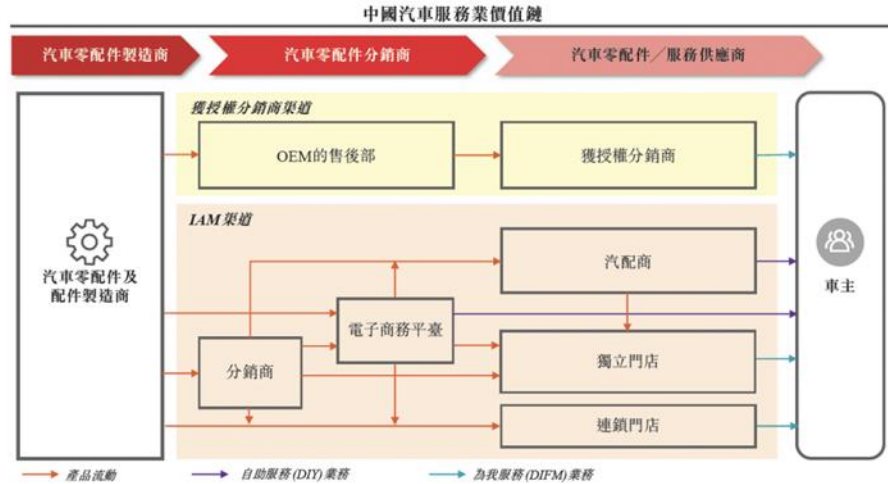 中國汽車服務業價值鏈
汽車零配件製造商
汽車零配件分銷商
汽車零配件／服務供應商
獲授權分銷商渠道
OEM的售後部
獲授權分銷商
IAM渠道
汽車零配件及
配件製造商
汽配商
車主
電子商務平臺
分銷商
獨立門店
連鎖門店
產品流動
自助服務(DIY)業務
為我服務(DIFM)業務